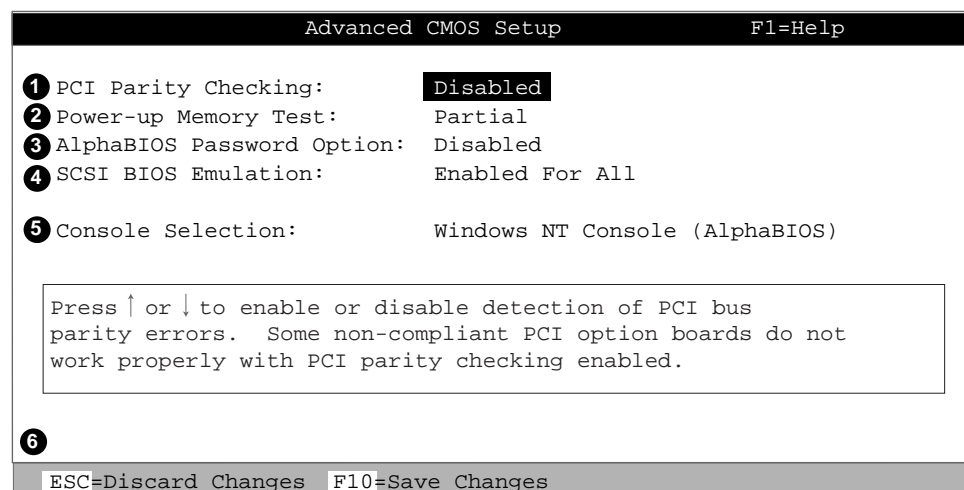 Advanced CMOS Setup F1=Help
1 PCI Parity Checking: Disabled
2 Power-up Memory Test: Partial
3 AlphaBIOS Password Option: Disabled
4 SCSI BIOS Emulation: Enabled For All
5 Console Selection: Windows NT Console (AlphaBIOS)
Press ↑ or ↓ to enable or disable detection of PCI bus
parity errors. Some non-compliant PCI option boards do not
work properly with PCI parity checking enabled.
6
ESC=Discard Changes F10=Save Changes